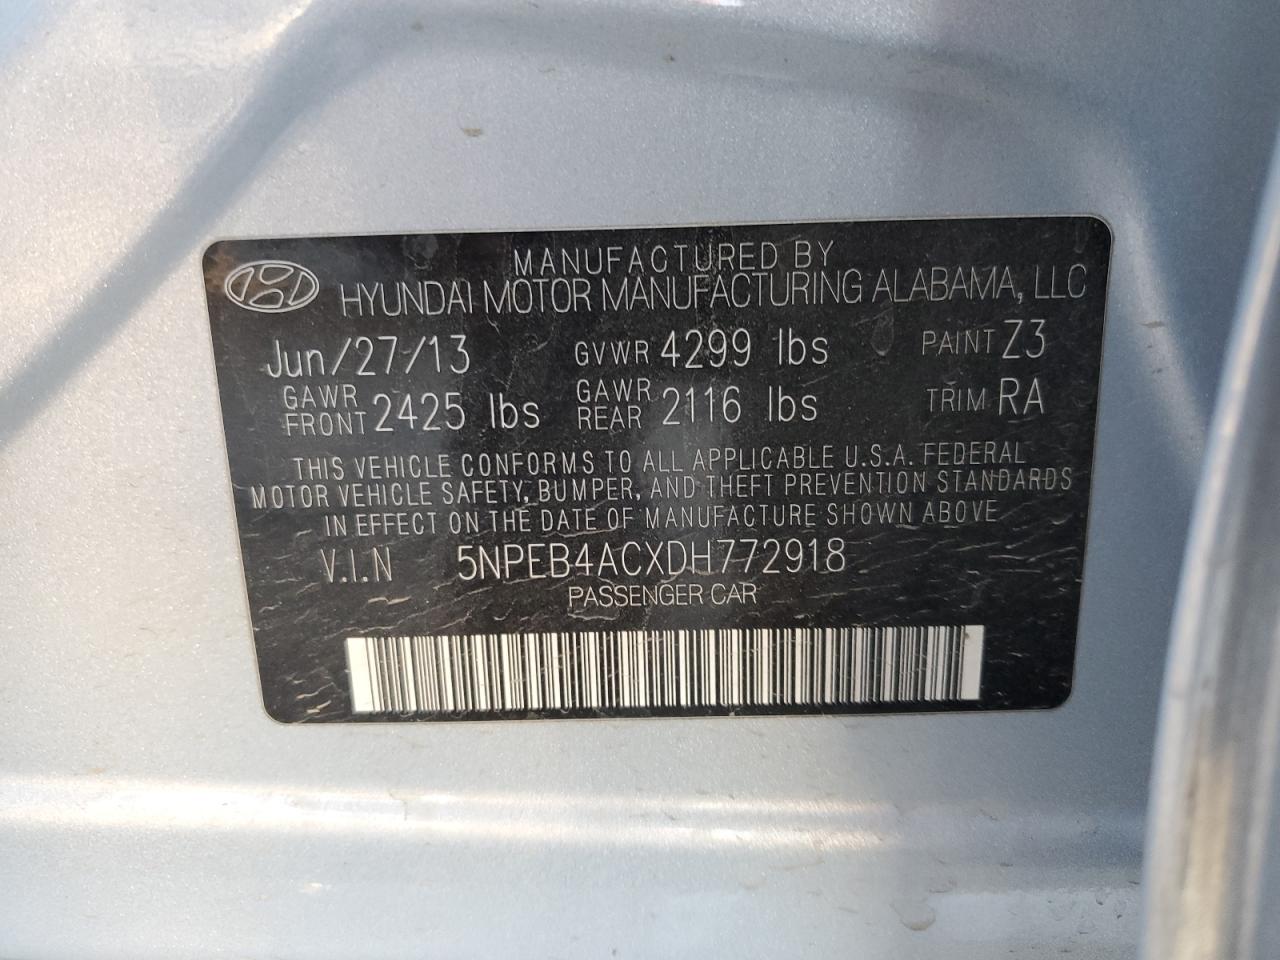 MANUFACTURED BY
HYUNDAI MOTOR MANUFACTURING ALABAMA, LLC
Jun/27/13 GVWR 4299 lbs PAINT Z3
GAWR FRONT 2425 lbs GAWR REAR 2116 lbs TRIM RA
THIS VEHICLE CONFORMS TO ALL APPLICABLE U.S.A. FEDERAL
MOTOR VEHICLE SAFETY, BUMPER, AND THEFT PREVENTION STANDARDS
IN EFFECT ON THE DATE OF MANUFACTURE SHOWN ABOVE
V.I.N 5NPEB4ACXDH772918
PASSENGER CAR